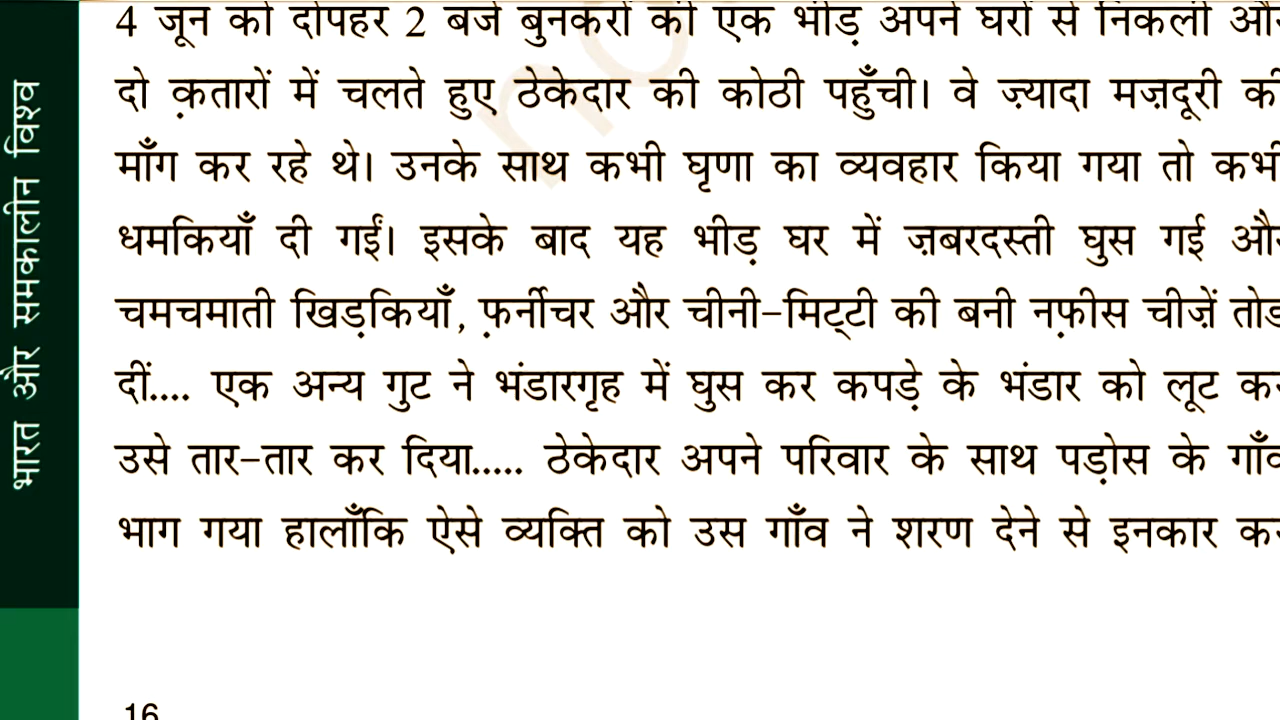 4 जून को दोपहर 2 बजे बुनकरों की एक भीड़ अपने घरों से निकली
दो क़तारों में चलते हुए ठेकेदार की कोठी पहुँची। वे ज़्यादा मज़दूरी की
माँग कर रहे थे। उनके साथ कभी घृणा का व्यवहार किया गया तो कभी
धमकियाँ दी गईं। इसके बाद यह भीड़ घर में ज़बरदस्ती घुस गई
चमचमाती खिड़कियाँ, फ़र्नीचर और चीनी-मिट्टी की बनी नफ़ीस चीज़ें
दीं.... एक अन्य गुट ने भंडारगृह में घुस कर कपड़े के भंडार को लूट
उसे तार-तार कर दिया..... ठेकेदार अपने परिवार के साथ पड़ोस के
भाग गया हालाँकि ऐसे व्यक्ति को उस गाँव ने शरण देने से इनकार
16
भारत और समकालीन विश्व